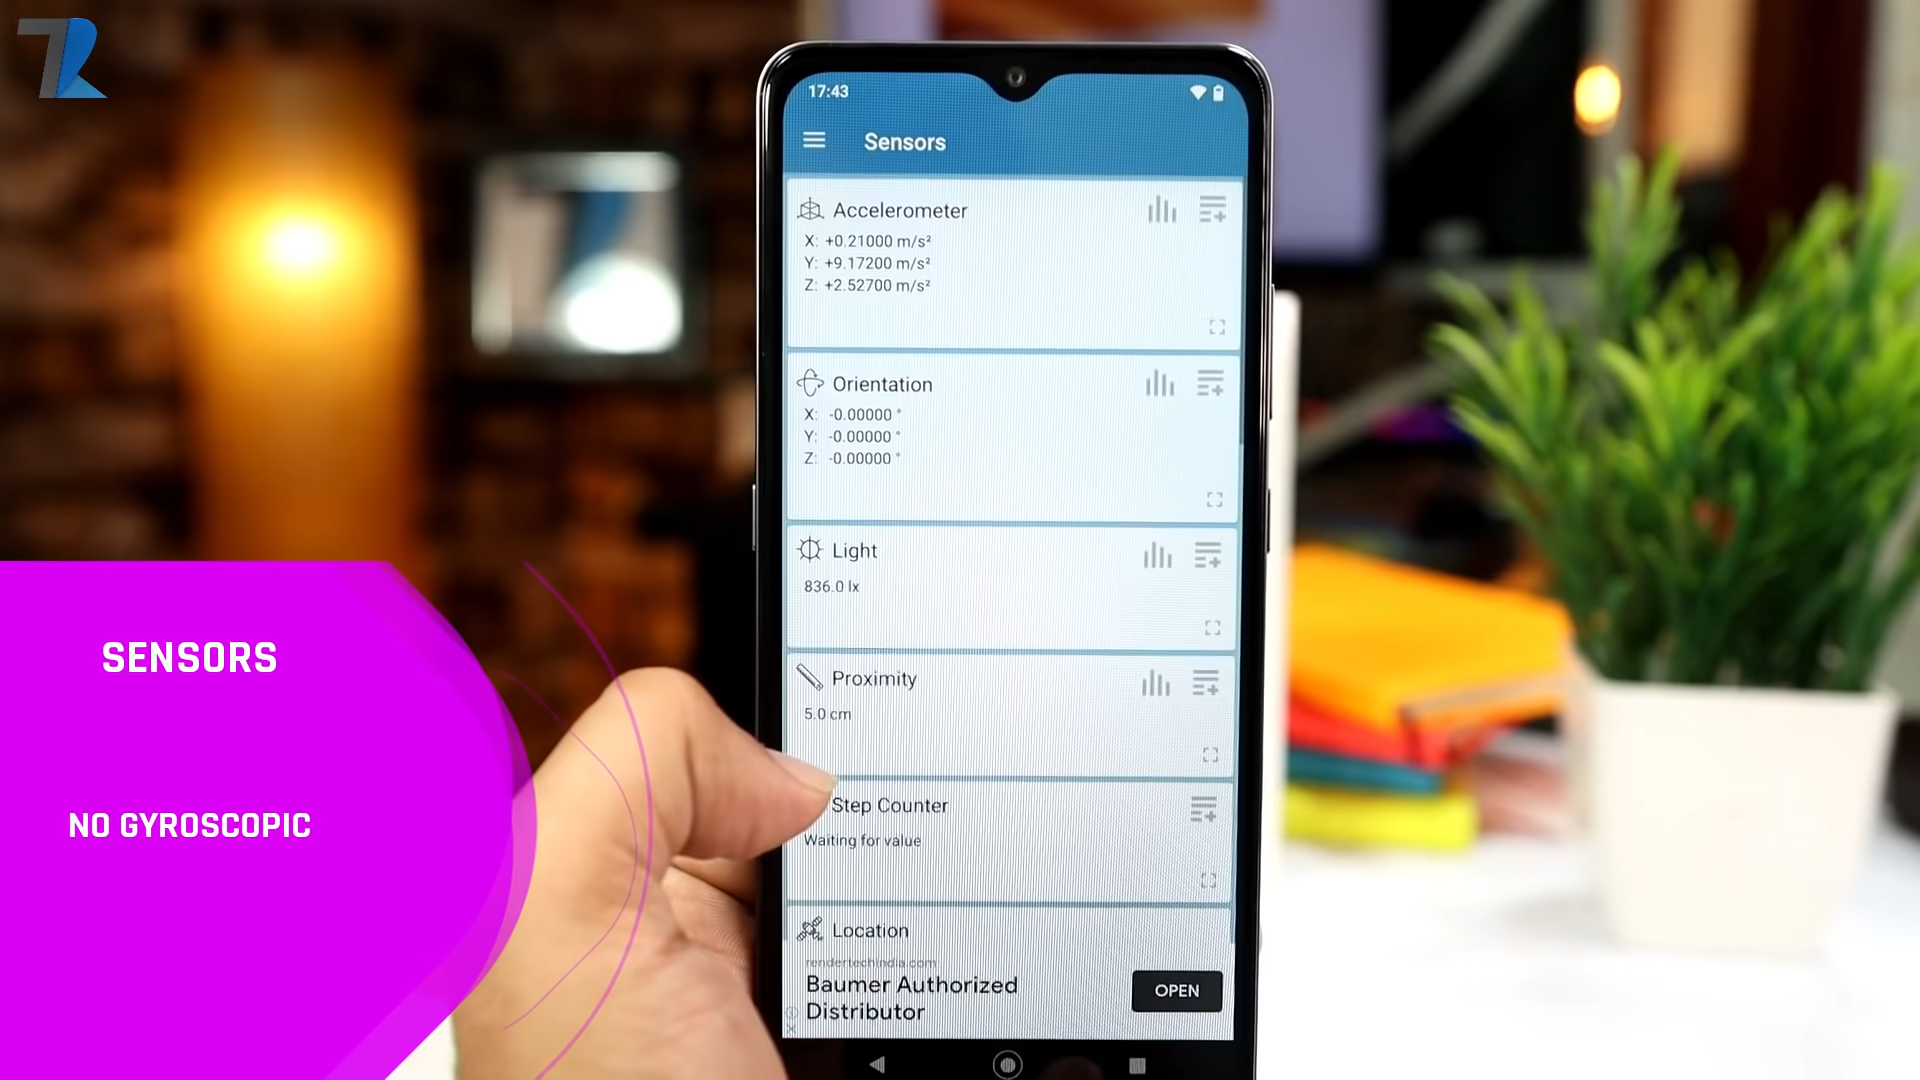 17:43
Sensors
Accelerometer
X: +0.21000 m/s²
Y: +9.17200 m/s²
Z: +2.52700 m/s²
Orientation
X: -0.00000 °
Y: -0.00000 °
Z: -0.00000 °
Light
836.0 lx
Proximity
5.0 cm
Step Counter
Waiting for value
Location
rendertechindia.com
Baumer Authorized
Distributor
OPEN
SENSORS
NO GYROSCOPIC